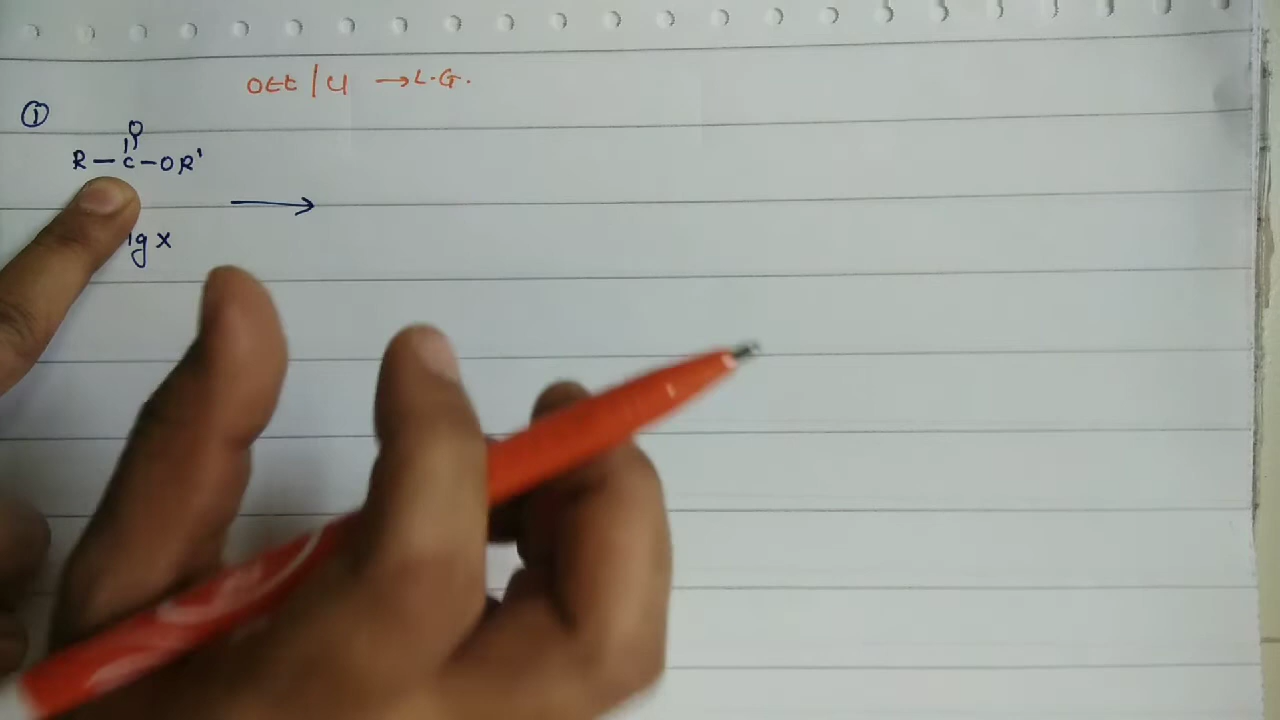 OEt / Cl → L.G.
①
O
||
R — C — OR'
→
gx